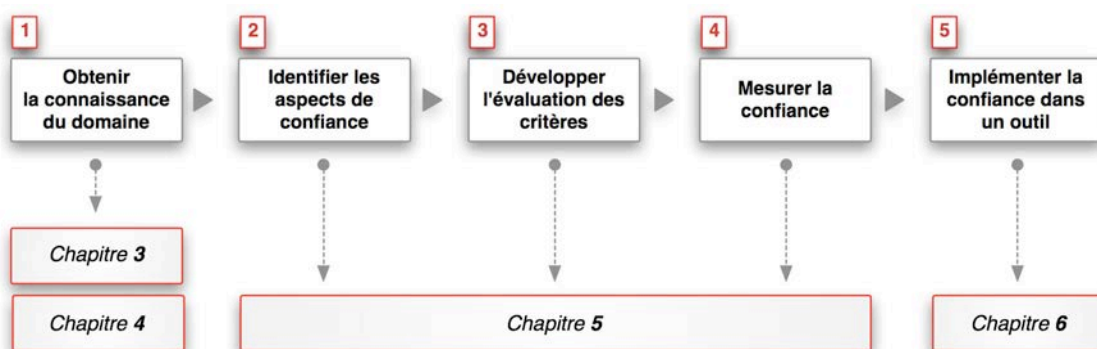 1
Obtenir
la connaissance
du domaine
2
Identifier les
aspects de
confiance
3
Développer
l'évaluation des
critères
4
Mesurer la
confiance
5
Implémenter la
confiance dans
un outil
Chapitre 3
Chapitre 4
Chapitre 5
Chapitre 6